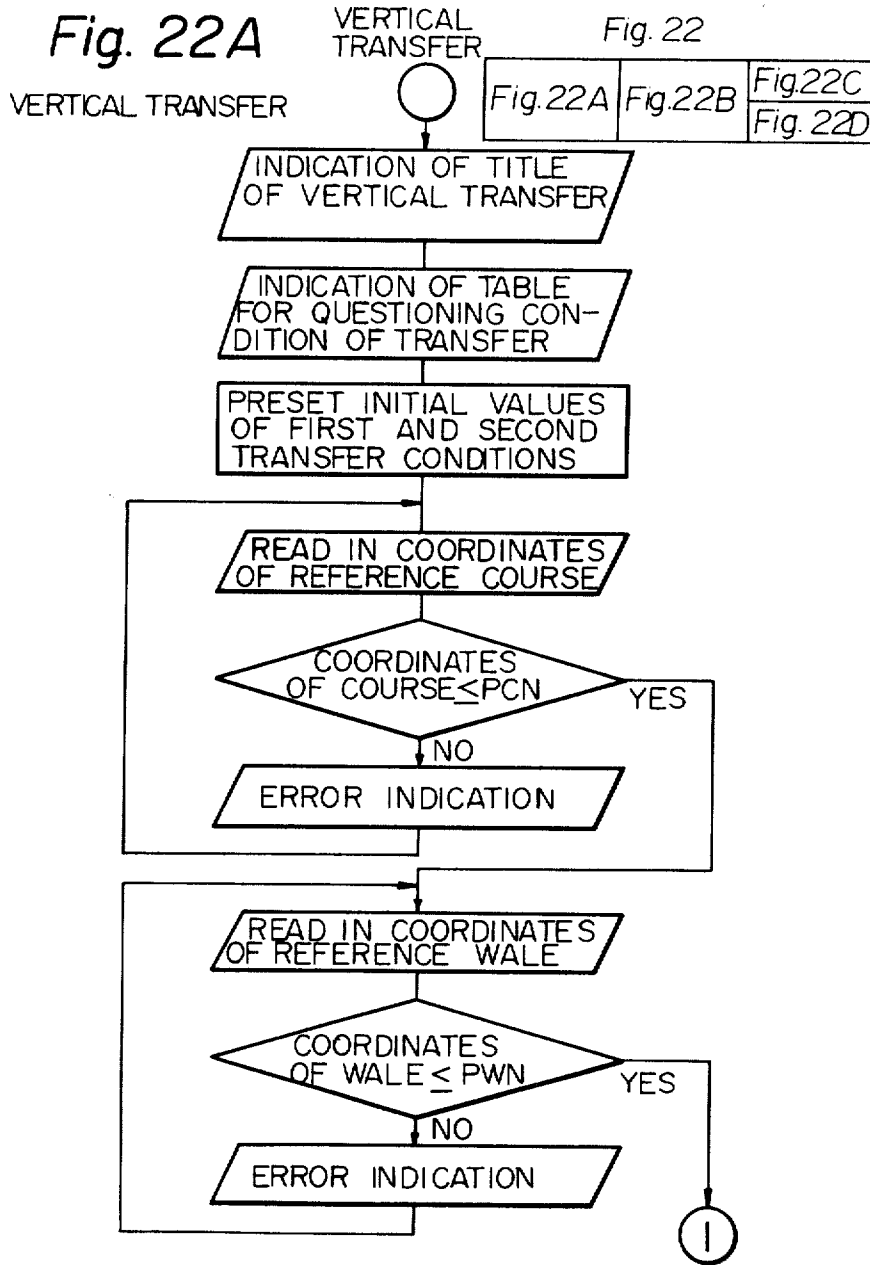 Fig. 22A
VERTICAL TRANSFER
VERTICAL
TRANSFER
Fig. 22
Fig.22A
Fig.22B
Fig.22C
Fig.22D
INDICATION OF TITLE
OF VERTICAL TRANSFER
INDICATION OF TABLE
FOR QUESTIONING CON-
DITION OF TRANSFER
PRESET INITIAL VALUES
OF FIRST AND SECOND
TRANSFER CONDITIONS
READ IN COORDINATES
OF REFERENCE COURSE
COORDINATES
OF COURSE≤PCN
YES
NO
ERROR INDICATION
READ IN COORDINATES
OF REFERENCE WALE
COORDINATES
OF WALE≤PWN
YES
NO
ERROR INDICATION
1